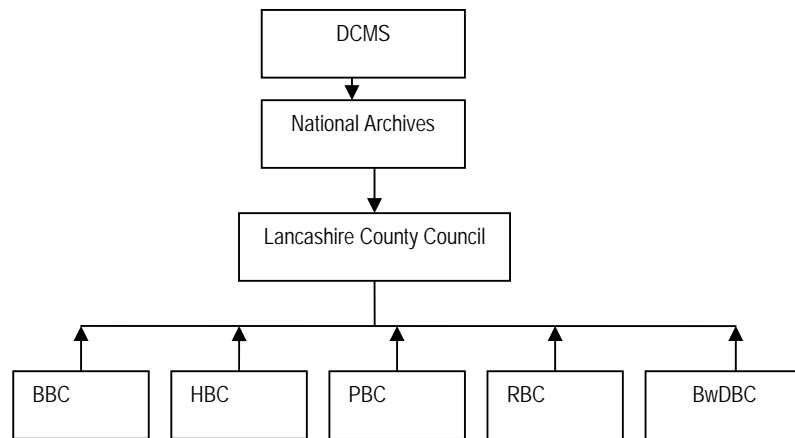 DCMS
National Archives
Lancashire County Council
BBC
HBC
PBC
RBC
BwDBC